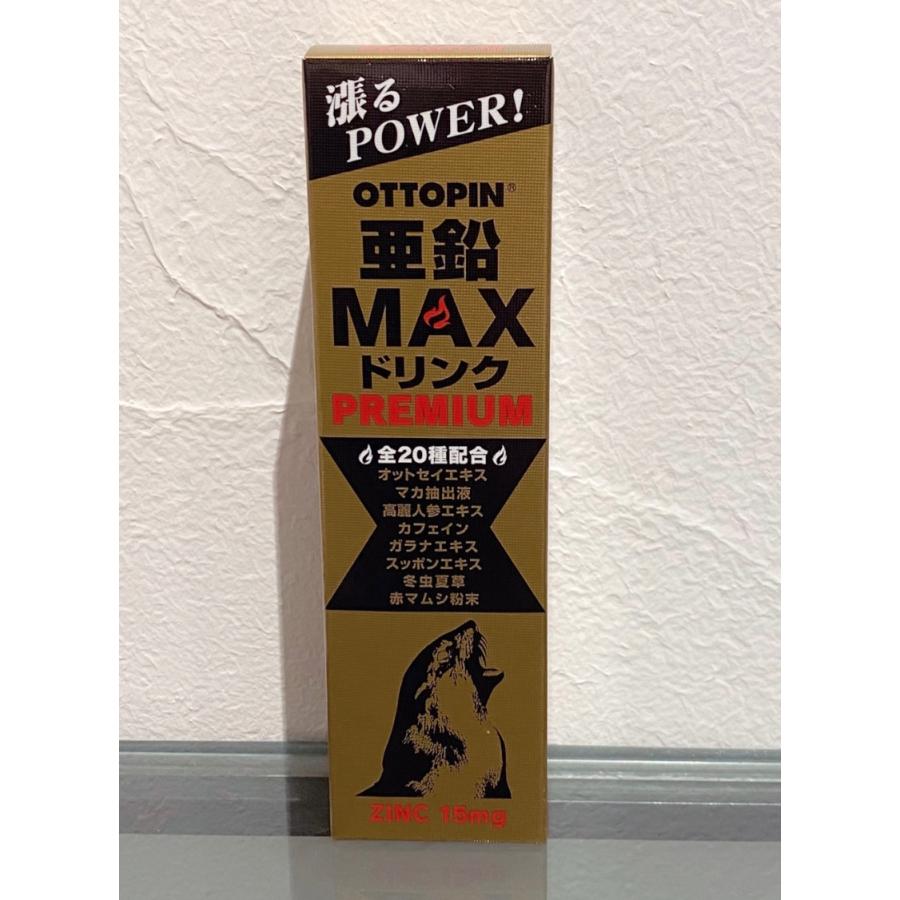 漲る
POWER!
OTTOPIN®
亜鉛
MAX
ドリンク
PREMIUM
全20種配合
オットセイエキス
マカ抽出液
高麗人参エキス
カフェイン
ガラナエキス
スッポンエキス
冬虫夏草
赤マムシ粉末
ZINC 15mg